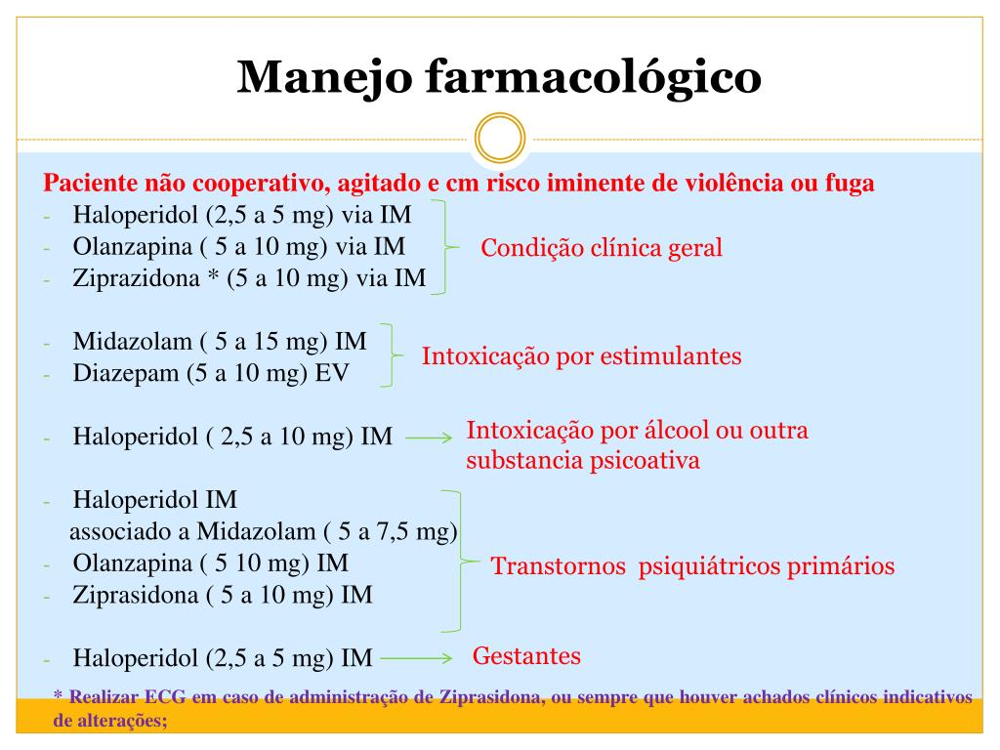 Manejo farmacológico
Paciente não cooperativo, agitado e cm risco iminente de violência ou fuga
- Haloperidol (2,5 a 5 mg) via IM
- Olanzapina ( 5 a 10 mg) via IM
Condição clínica geral
- Ziprazidona * (5 a 10 mg) via IM
- Midazolam ( 5 a 15 mg) IM
Intoxicação por estimulantes
- Diazepam (5 a 10 mg) EV
- Haloperidol ( 2,5 a 10 mg) IM
Intoxicação por álcool ou outra
substancia psicoativa
- Haloperidol IM
associado a Midazolam ( 5 a 7,5 mg)
- Olanzapina ( 5 10 mg) IM
Transtornos psiquiátricos primários
- Ziprasidona ( 5 a 10 mg) IM
- Haloperidol (2,5 a 5 mg) IM
Gestantes
* Realizar ECG em caso de administração de Ziprasidona, ou sempre que houver achados clínicos indicativos
de alterações;